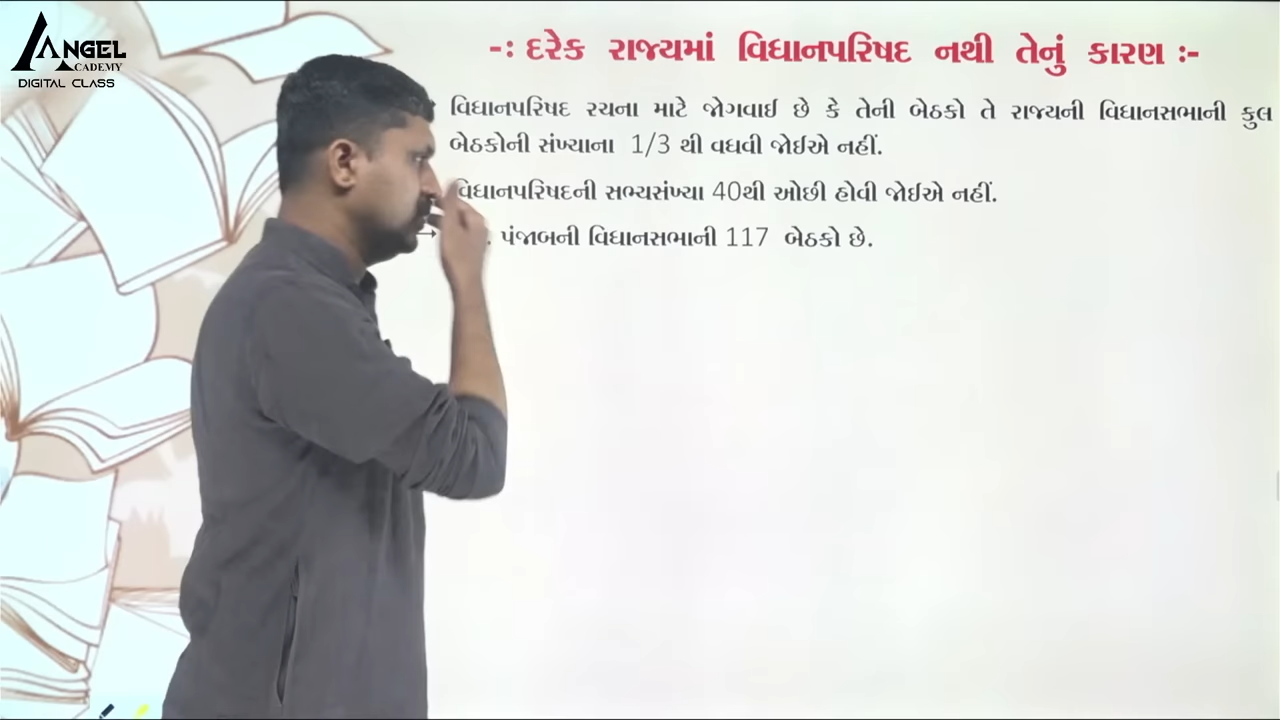 ANGEL
ACADEMY
DIGITAL CLASS
-: દરેક રાજ્યમાં વિધાનપરિષદ નથી તેનું કારણ :-
વિધાનપરિષદ રચના માટે જોગવાઈ છે કે તેની બેઠકો તે રાજ્યની વિધાનસભાની કુલ
બેઠકોની સંખ્યાના 1/3 થી વધવી જોઈએ નહીં.
વિધાનપરિષદની સભ્યસંખ્યા 40થી ઓછી હોવી જોઈએ નહીં.
→ પંજાબની વિધાનસભાની 117 બેઠકો છે.